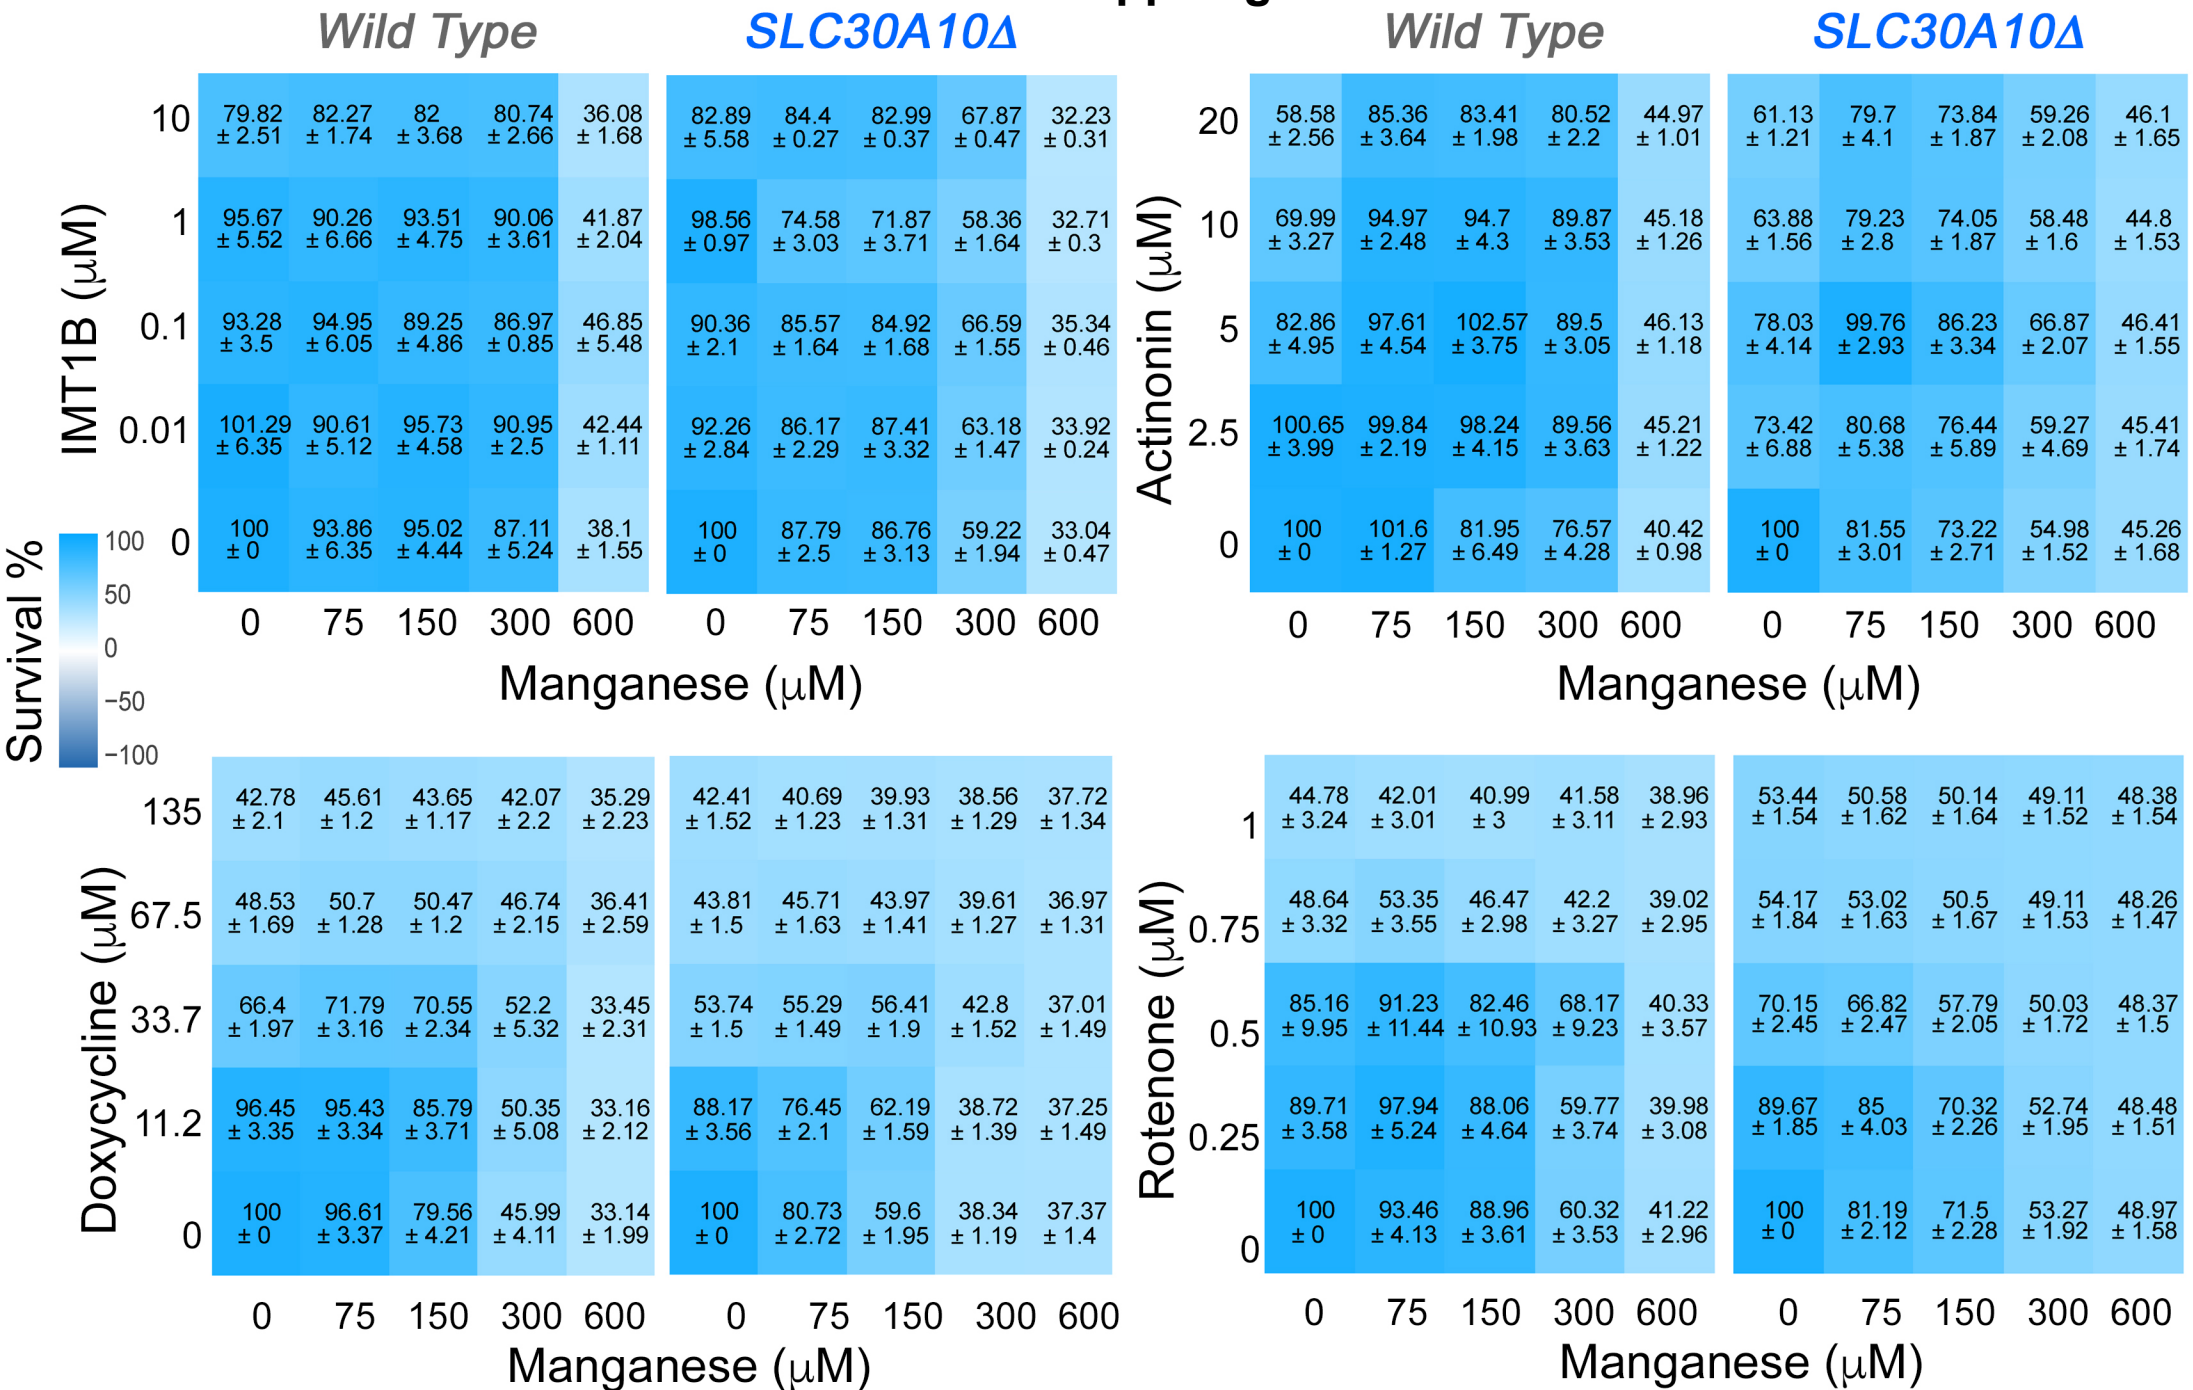 Wild Type SLC30A10Δ Wild Type SLC30A10Δ
IMT1B (μM)
10
1
0.1
0.01
0
79.82 82.27 82 80.74 36.08
± 2.51 ± 1.74 ± 3.68 ± 2.66 ± 1.68
95.67 90.26 93.51 90.06 41.87
± 5.52 ± 6.66 ± 4.75 ± 3.61 ± 2.04
93.28 94.95 89.25 86.97 46.85
± 3.5 ± 6.05 ± 4.86 ± 0.85 ± 5.48
101.29 90.61 95.73 90.95 42.44
± 6.35 ± 5.12 ± 4.58 ± 2.5 ± 1.11
100 93.86 95.02 87.11 38.1
± 0 ± 6.35 ± 4.44 ± 5.24 ± 1.55
0 75 150 300 600
82.89 84.4 82.99 67.87 32.23
± 5.58 ± 0.27 ± 0.37 ± 0.47 ± 0.31
98.56 74.58 71.87 58.36 32.71
± 0.97 ± 3.03 ± 3.71 ± 1.64 ± 0.3
90.36 85.57 84.92 66.59 35.34
± 2.1 ± 1.64 ± 1.68 ± 1.55 ± 0.46
92.26 86.17 87.41 63.18 33.92
± 2.84 ± 2.29 ± 3.32 ± 1.47 ± 0.24
100 87.79 86.76 59.22 33.04
± 0 ± 2.5 ± 3.13 ± 1.94 ± 0.47
0 75 150 300 600
Manganese (μM)
Actinonin (μM)
20
10
5
2.5
0
58.58 85.36 83.41 80.52 44.97
± 2.56 ± 3.64 ± 1.98 ± 2.2 ± 1.01
69.99 94.97 94.7 89.87 45.18
± 3.27 ± 2.48 ± 4.3 ± 3.53 ± 1.26
82.86 97.61 102.57 89.5 46.13
± 4.95 ± 4.54 ± 3.75 ± 3.05 ± 1.18
100.65 99.84 98.24 89.56 45.21
± 3.99 ± 2.19 ± 4.15 ± 3.63 ± 1.22
100 101.6 81.95 76.57 40.42
± 0 ± 1.27 ± 6.49 ± 4.28 ± 0.98
0 75 150 300 600
61.13 79.7 73.84 59.26 46.1
± 1.21 ± 4.1 ± 1.87 ± 2.08 ± 1.65
63.88 79.23 74.05 58.48 44.8
± 1.56 ± 2.8 ± 1.87 ± 1.6 ± 1.53
78.03 99.76 86.23 66.87 46.41
± 4.14 ± 2.93 ± 3.34 ± 2.07 ± 1.55
73.42 80.68 76.44 59.27 45.41
± 6.88 ± 5.38 ± 5.89 ± 4.69 ± 1.74
100 81.55 73.22 54.98 45.26
± 0 ± 3.01 ± 2.71 ± 1.52 ± 1.68
0 75 150 300 600
Manganese (μM)
Survival %
100
50
0
−50
−100
Doxycycline (μM)
135
67.5
33.7
11.2
0
42.78 45.61 43.65 42.07 35.29
± 2.1 ± 1.2 ± 1.17 ± 2.2 ± 2.23
48.53 50.7 50.47 46.74 36.41
± 1.69 ± 1.28 ± 1.2 ± 2.15 ± 2.59
66.4 71.79 70.55 52.2 33.45
± 1.97 ± 3.16 ± 2.34 ± 5.32 ± 2.31
96.45 95.43 85.79 50.35 33.16
± 3.35 ± 3.34 ± 3.71 ± 5.08 ± 2.12
100 96.61 79.56 45.99 33.14
± 0 ± 3.37 ± 4.21 ± 4.11 ± 1.99
0 75 150 300 600
42.41 40.69 39.93 38.56 37.72
± 1.52 ± 1.23 ± 1.31 ± 1.29 ± 1.34
43.81 45.71 43.97 39.61 36.97
± 1.5 ± 1.63 ± 1.41 ± 1.27 ± 1.31
53.74 55.29 56.41 42.8 37.01
± 1.5 ± 1.49 ± 1.9 ± 1.52 ± 1.49
88.17 76.45 62.19 38.72 37.25
± 3.56 ± 2.1 ± 1.59 ± 1.39 ± 1.49
100 80.73 59.6 38.34 37.37
± 0 ± 2.72 ± 1.95 ± 1.19 ± 1.4
0 75 150 300 600
Manganese (μM)
Rotenone (μM)
1
0.75
0.5
0.25
0
44.78 42.01 40.99 41.58 38.96
± 3.24 ± 3.01 ± 3 ± 3.11 ± 2.93
48.64 53.35 46.47 42.2 39.02
± 3.32 ± 3.55 ± 2.98 ± 3.27 ± 2.95
85.16 91.23 82.46 68.17 40.33
± 9.95 ± 11.44 ± 10.93 ± 9.23 ± 3.57
89.71 97.94 88.06 59.77 39.98
± 3.58 ± 5.24 ± 4.64 ± 3.74 ± 3.08
100 93.46 88.96 60.32 41.22
± 0 ± 4.13 ± 3.61 ± 3.53 ± 2.96
0 75 150 300 600
53.44 50.58 50.14 49.11 48.38
± 1.54 ± 1.62 ± 1.64 ± 1.52 ± 1.54
54.17 53.02 50.5 49.11 48.26
± 1.84 ± 1.63 ± 1.67 ± 1.53 ± 1.47
70.15 66.82 57.79 50.03 48.37
± 2.45 ± 2.47 ± 2.05 ± 1.72 ± 1.5
89.67 85 70.32 52.74 48.48
± 1.85 ± 4.03 ± 2.26 ± 1.95 ± 1.51
100 81.19 71.5 53.27 48.97
± 0 ± 2.12 ± 2.28 ± 1.92 ± 1.58
0 75 150 300 600
Manganese (μM)